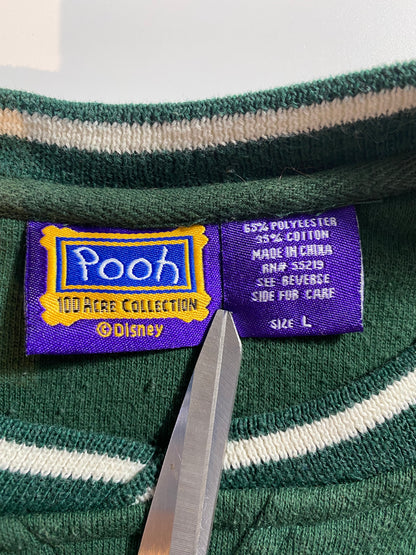 Pooh
100 ACRE COLLECTION
©Disney
65% POLYEESTER
35% COTTON
MADE IN CHINA
RN# 55219
SEE REVERSE
SIDE FOR CARE
SIZE L